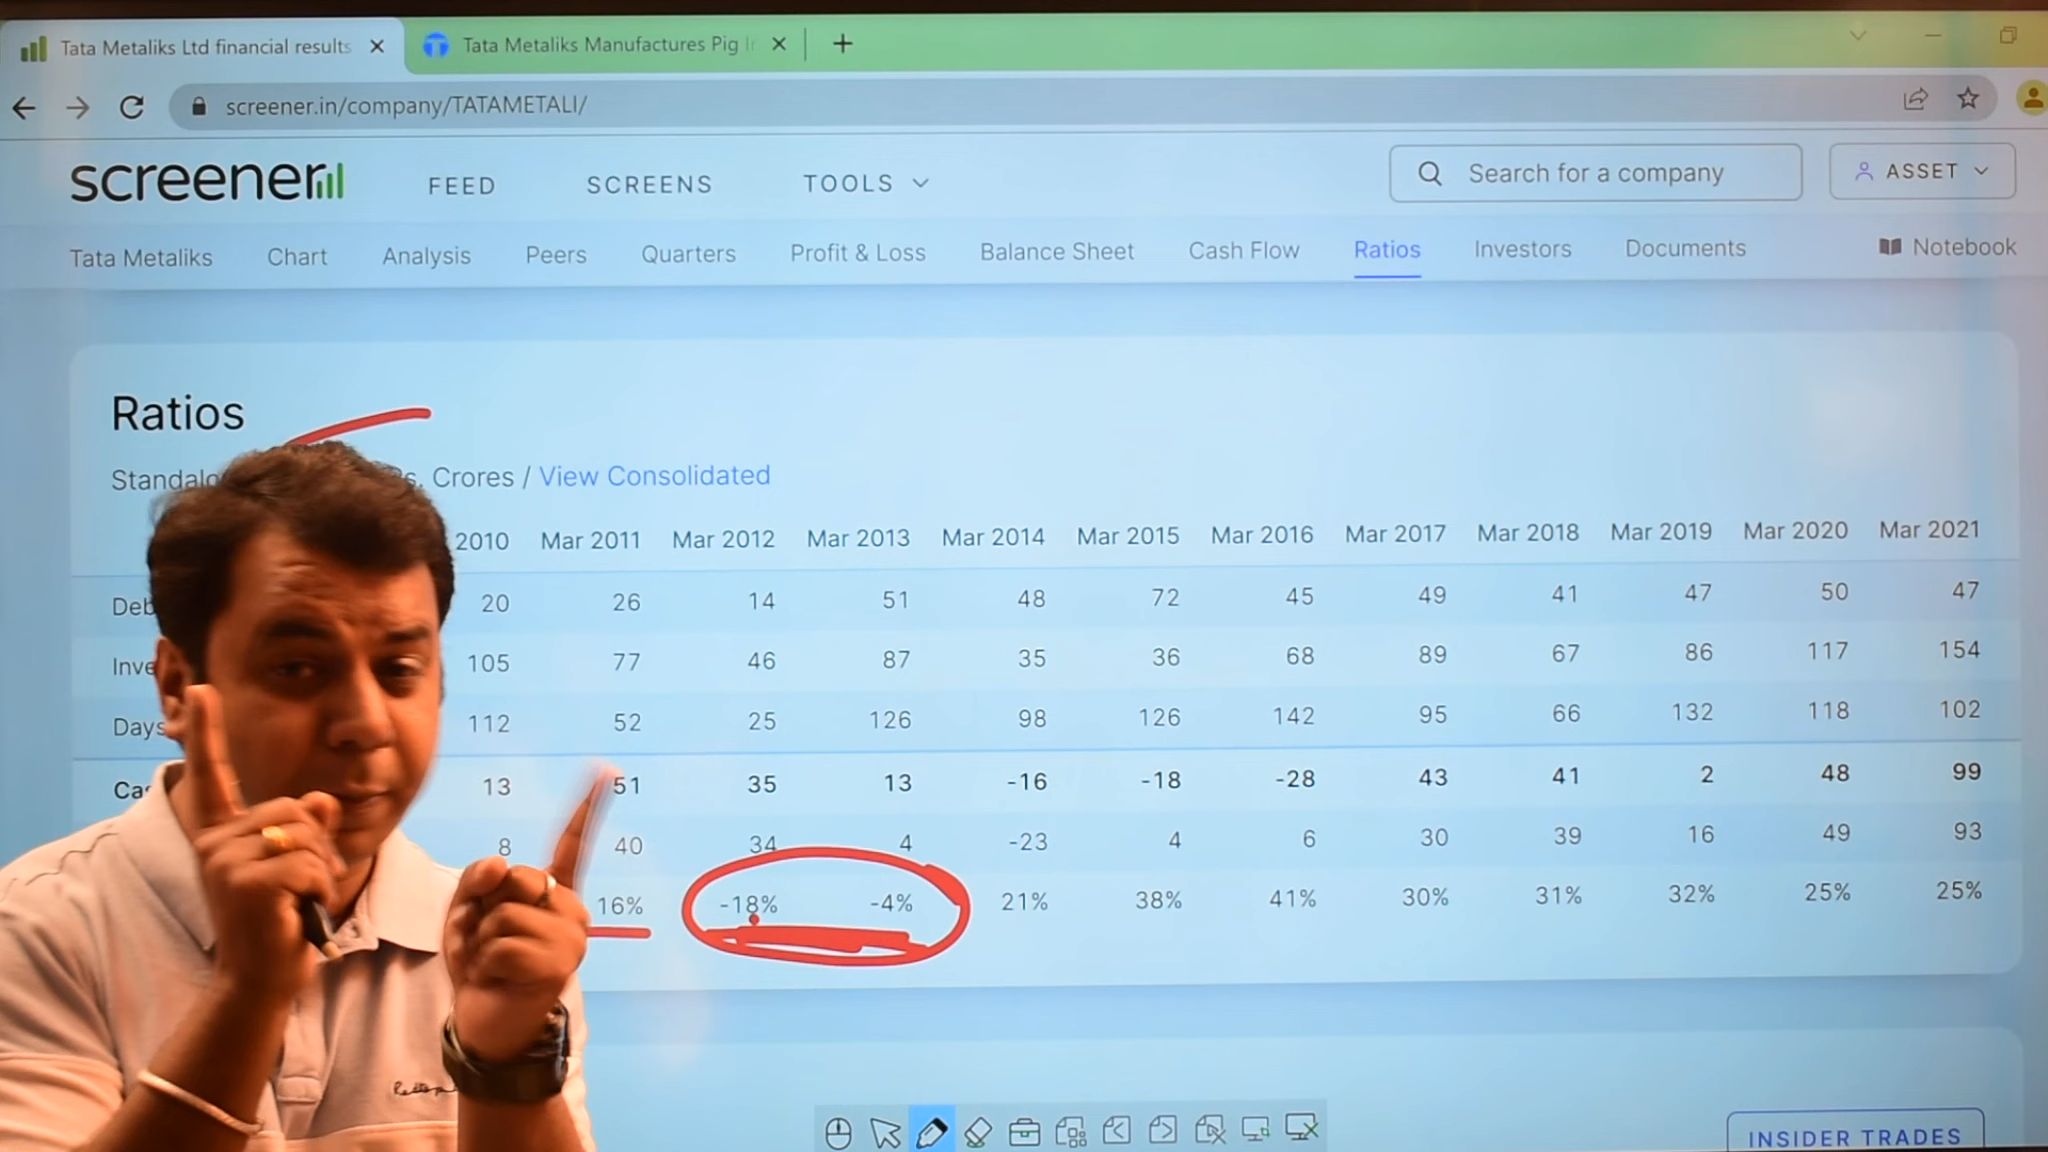 Tata Metaliks Ltd financial results
Tata Metaliks Manufactures Pig
screener.in/company/TATAMETALI/
screener
FEED
SCREENS
TOOLS
Search for a company
ASSET
Tata Metaliks
Chart
Analysis
Peers
Quarters
Profit & Loss
Balance Sheet
Cash Flow
Ratios
Investors
Documents
Notebook
Ratios
Standalo s. Crores / View Consolidated
2010 Mar 2011 Mar 2012 Mar 2013 Mar 2014 Mar 2015 Mar 2016 Mar 2017 Mar 2018 Mar 2019 Mar 2020 Mar 2021
Deb 20 26 14 51 48 72 45 49 41 47 50 47
Inve 105 77 46 87 35 36 68 89 67 86 117 154
Days 112 52 25 126 98 126 142 95 66 132 118 102
Ca 13 51 35 13 -16 -18 -28 43 41 2 48 99
8 40 34 4 -23 4 6 30 39 16 49 93
16% -18% -4% 21% 38% 41% 30% 31% 32% 25% 25%
INSIDER TRADES